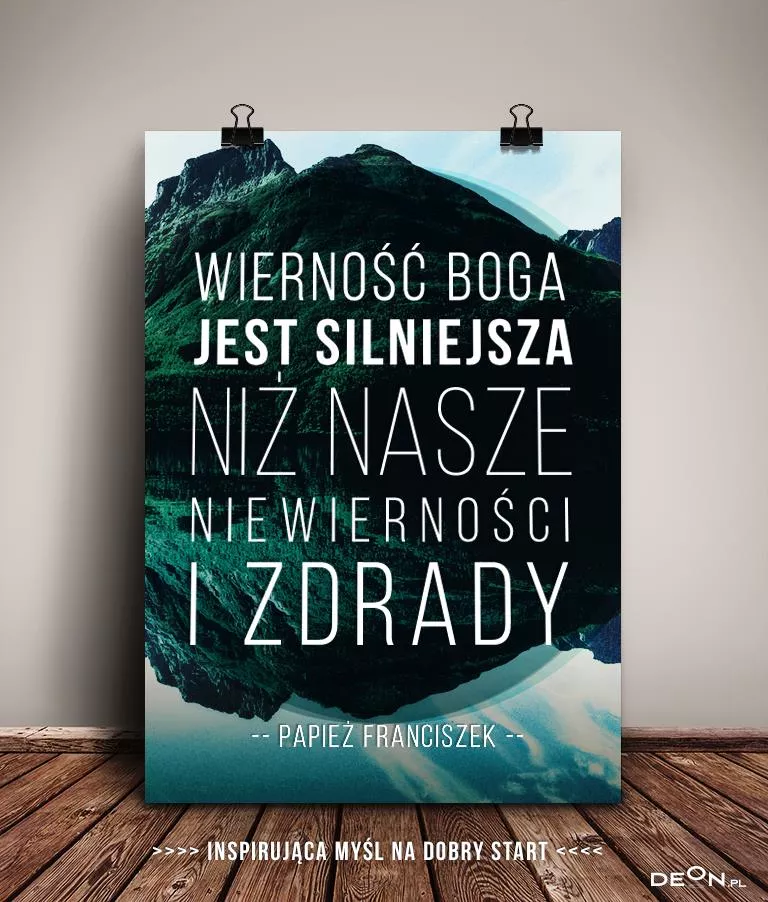 WIERNOŚĆ BOGA
JEST SILNIEJSZA
NIŻ NASZE
NIEWIERNOŚCI
I ZDRADY
-- PAPIEŻ FRANCISZEK --
>>>> INSPIRUJĄCA MYŚL NA DOBRY START <<<<
DEON.PL